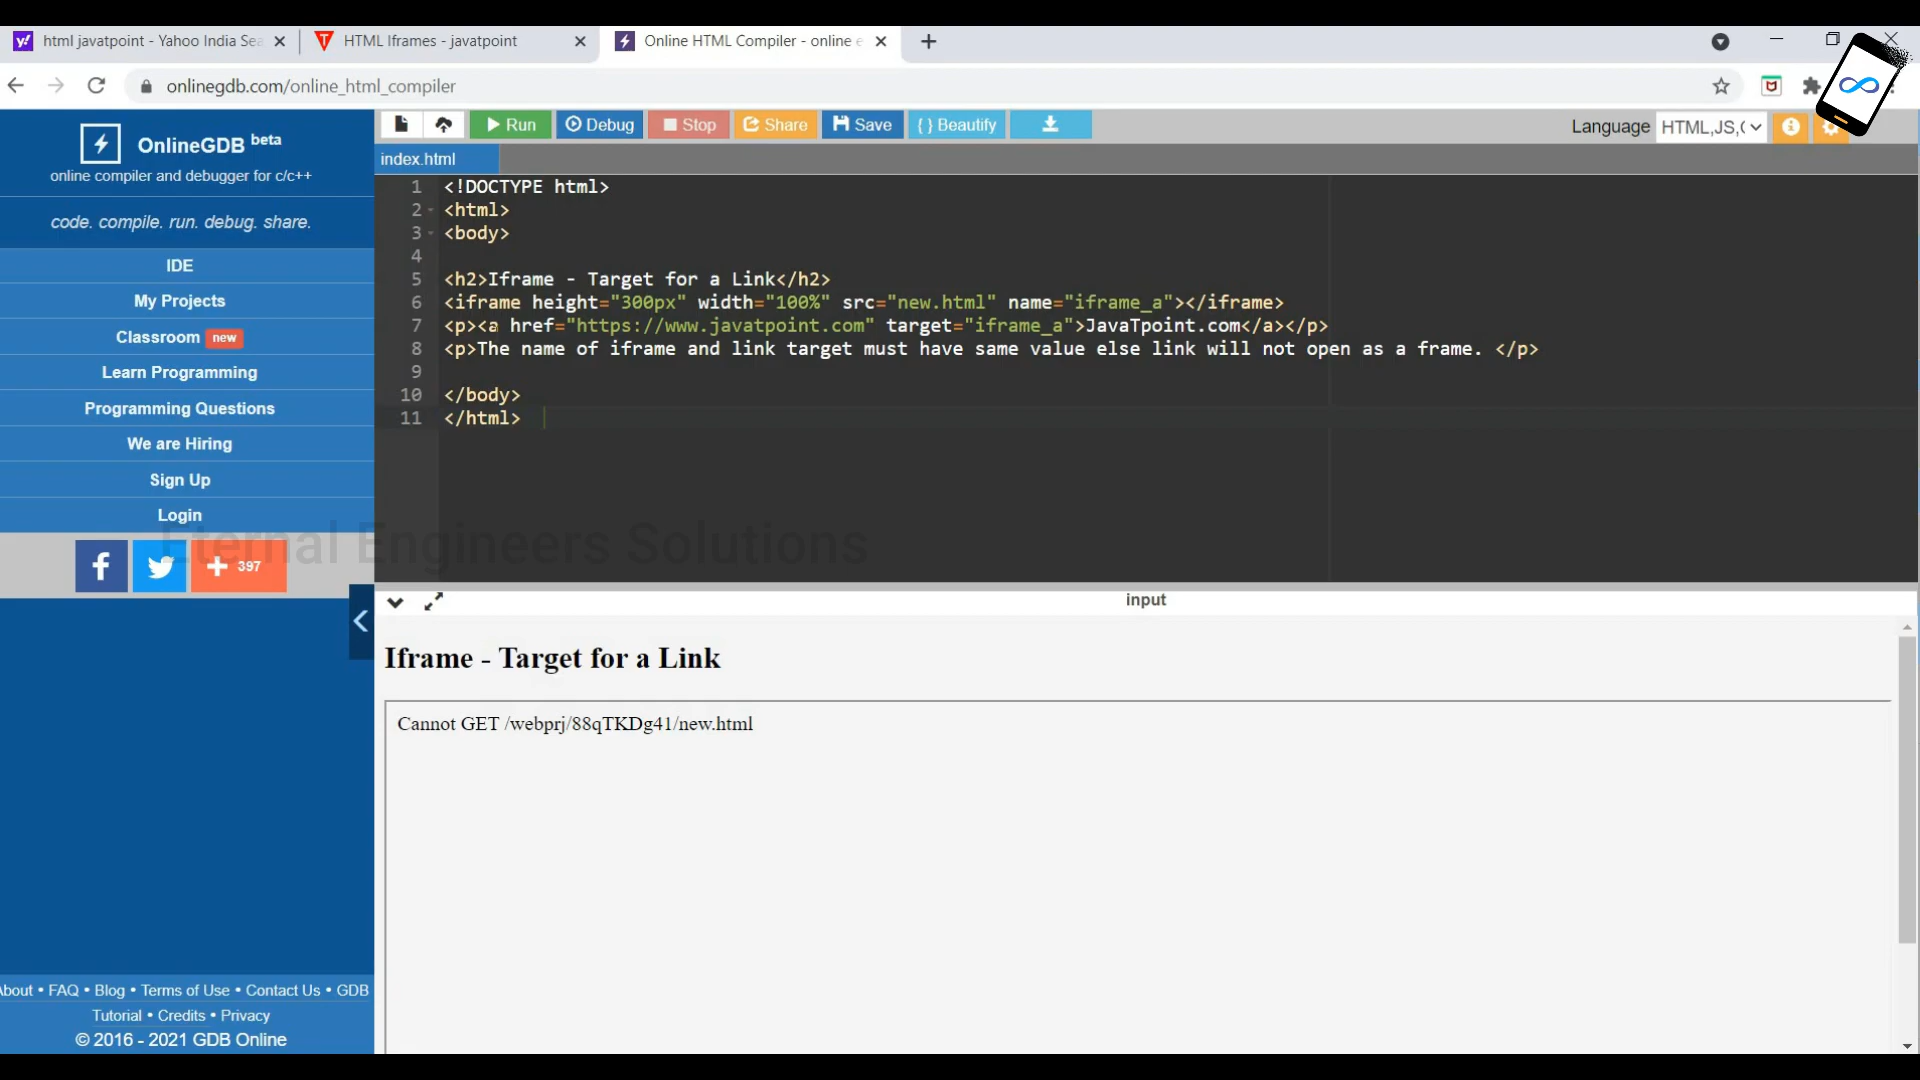 html javatpoint - Yahoo India Sea
HTML Iframes - javatpoint
Online HTML Compiler - online e
onlinegdb.com/online_html_compiler
OnlineGDB beta
online compiler and debugger for c/c++
code. compile. run. debug. share.
IDE
My Projects
Classroom new
Learn Programming
Programming Questions
We are Hiring
Sign Up
Login
397
About • FAQ • Blog • Terms of Use • Contact Us • GDB
Tutorial • Credits • Privacy
© 2016 - 2021 GDB Online
Run Debug Stop Share Save { } Beautify
Language HTML,JS,(
index.html
1 <!DOCTYPE html>
2 <html>
3 <body>
4
5 <h2>Iframe - Target for a Link</h2>
6 <iframe height="300px" width="100%" src="new.html" name="iframe_a"></iframe>
7 <p><a href="https://www.javatpoint.com" target="iframe_a">JavaTpoint.com</a></p>
8 <p>The name of iframe and link target must have same value else link will not open as a frame. </p>
9
10 </body>
11 </html>
Eternal Engineers Solutions
input
Iframe - Target for a Link
Cannot GET /webprj/88qTKDg41/new.html